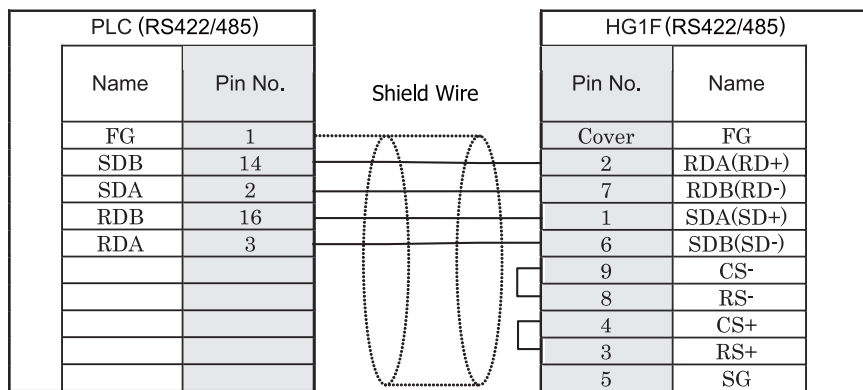 PLC (RS422/485) HG1F(RS422/485)
Name Pin No. Shield Wire Pin No. Name
FG 1 Cover FG
SDB 14 2 RDA(RD+)
SDA 2 7 RDB(RD-)
RDB 16 1 SDA(SD+)
RDA 3 6 SDB(SD-)
9 CS-
8 RS-
4 CS+
3 RS+
5 SG